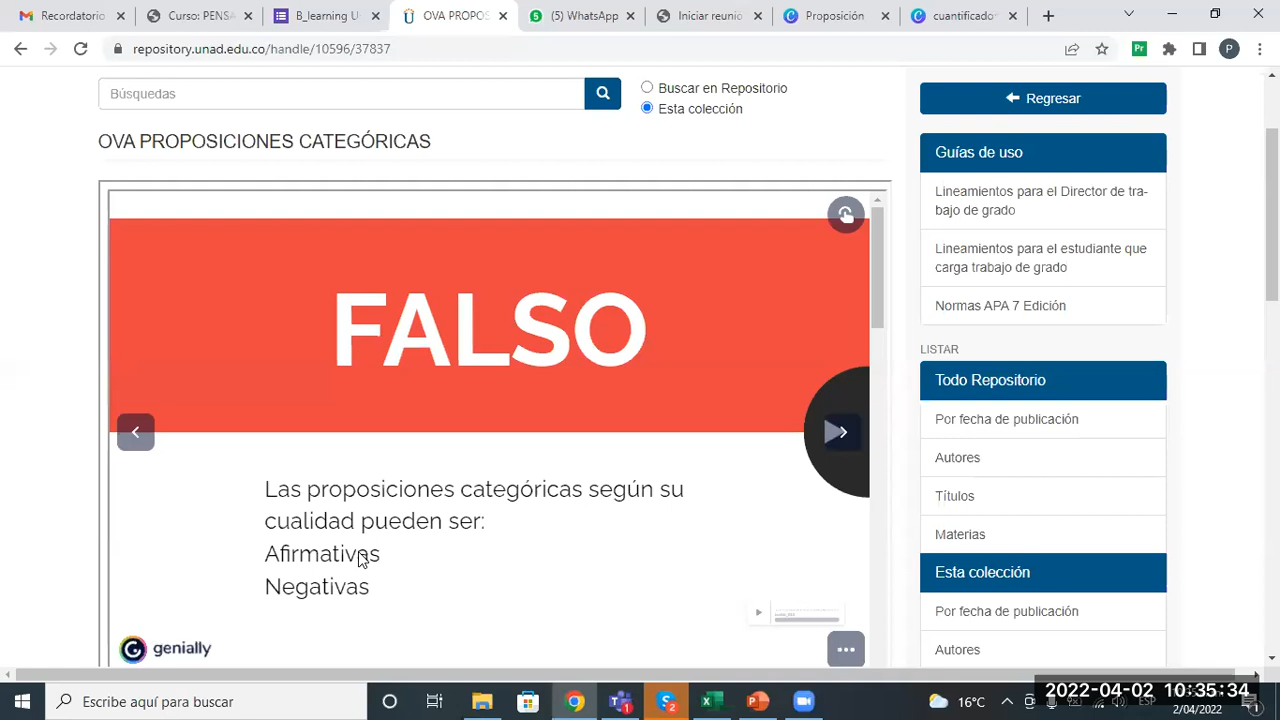 Recordatorio
Curso: PENSA
B_learning U
OVA PROPOS
WhatsApp
Iniciar reunio
Proposición
cuantificado
repository.unad.edu.co/handle/10596/37837
P
Búsquedas
Buscar en Repositorio
Esta colección
Regresar
OVA PROPOSICIONES CATEGÓRICAS
Guías de uso
Lineamientos para el Director de tra-
bajo de grado
Lineamientos para el estudiante que
carga trabajo de grado
Normas APA 7 Edición
FALSO
LISTAR
Todo Repositorio
Por fecha de publicación
Autores
Títulos
Materias
Las proposiciones categóricas según su
cualidad pueden ser:
Afirmativas
Negativas
Esta colección
Por fecha de publicación
Autores
genially
Escribe aquí para buscar
16°C
ESP
2022-04-02 10:35:34
2/04/2022